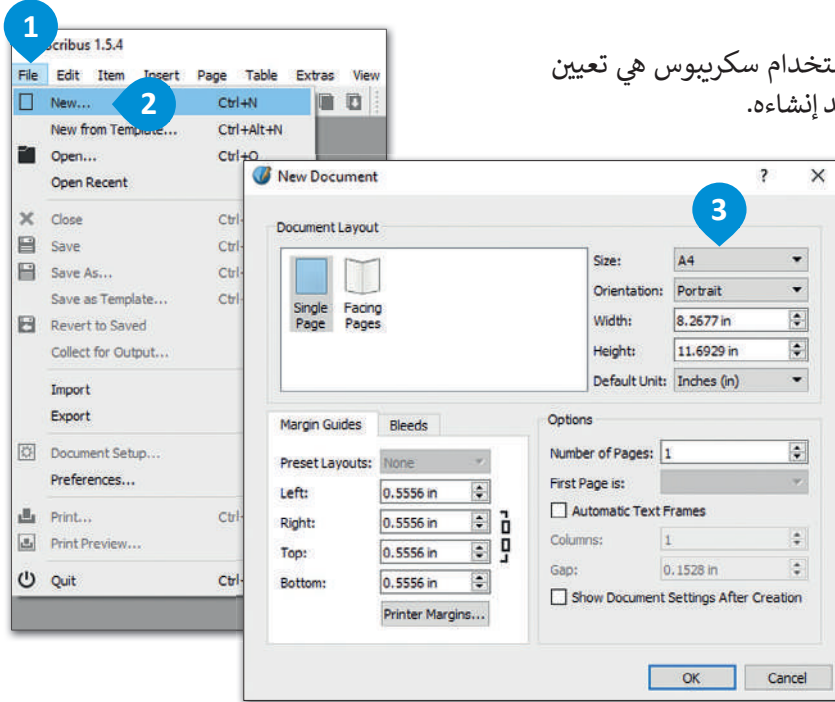 تخدام سكريبوس هي تعيين
إنشاءه.
1
cribus 1.5.4
File Edit Item Insert Page Table Extras View
New... 2 Ctrl+N
New from Template... Ctrl+Alt+N
Open... Ctrl+O
Open Recent
Close
Save
Save As...
Save as Template...
Revert to Saved
Collect for Output...
Import
Export
Document Setup...
Preferences...
Print...
Print Preview...
Quit
New Document ? ×
3
Document Layout
Single Page
Facing Pages
Size: A4
Orientation: Portrait
Width: 8.2677 in
Height: 11.6929 in
Default Unit: Inches (in)
Margin Guides Bleeds
Preset Layouts: None
Left: 0.5556 in
Right: 0.5556 in
Top: 0.5556 in
Bottom: 0.5556 in
Printer Margins...
Options
Number of Pages: 1
First Page is:
Automatic Text Frames
Columns: 1
Gap: 0.1528 in
Show Document Settings After Creation
OK Cancel